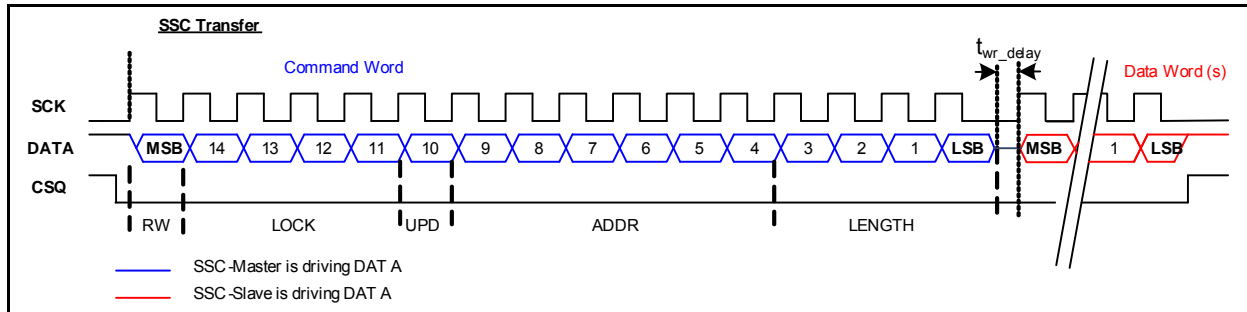 SSC Transfer
t wr_delay
Command Word
Data Word (s)
SCK
DATA MSB 14 13 12 11 10 9 8 7 6 5 4 3 2 1 LSB MSB 1 LSB
CSQ
RW LOCK UPD ADDR LENGTH
SSC-Master is driving DAT A
SSC-Slave is driving DAT A